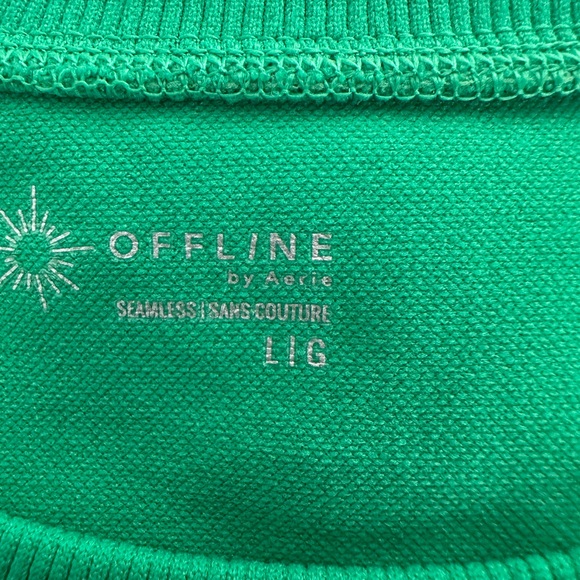 OFFLINE
by Aerie
SEAMLESS | SANS COUTURE
L | G